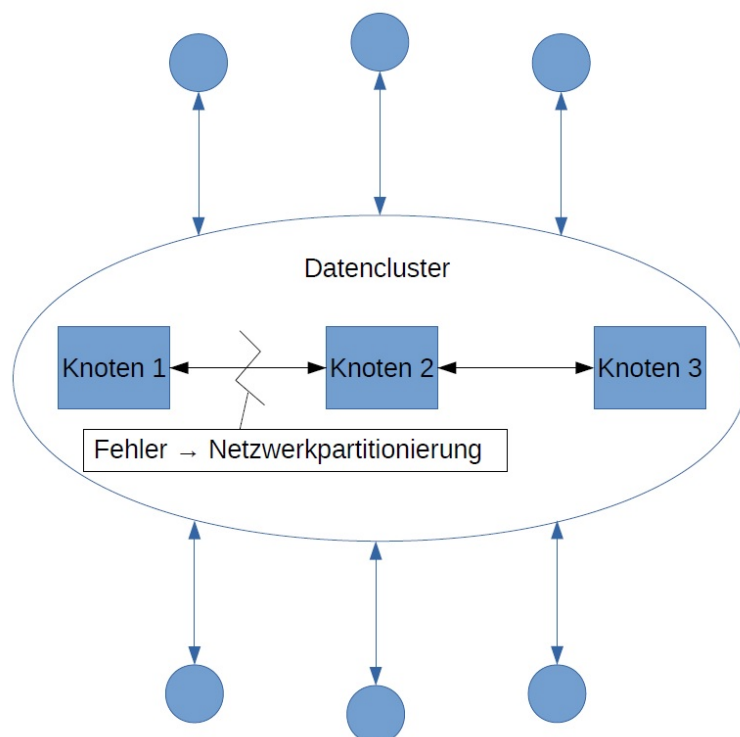 Datencluster
Knoten 1
Knoten 2
Knoten 3
Fehler → Netzwerkpartitionierung